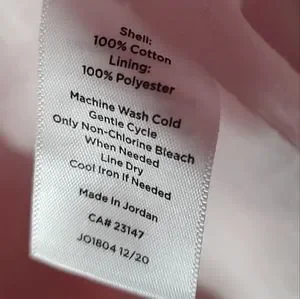 Shell:
100% Cotton
Lining:
100% Polyester
Machine Wash Cold
Gentle Cycle
Only Non-Chlorine Bleach
When Needed
Line Dry
Cool Iron If Needed
Made in Jordan
CA# 23147
JO1804 12/20